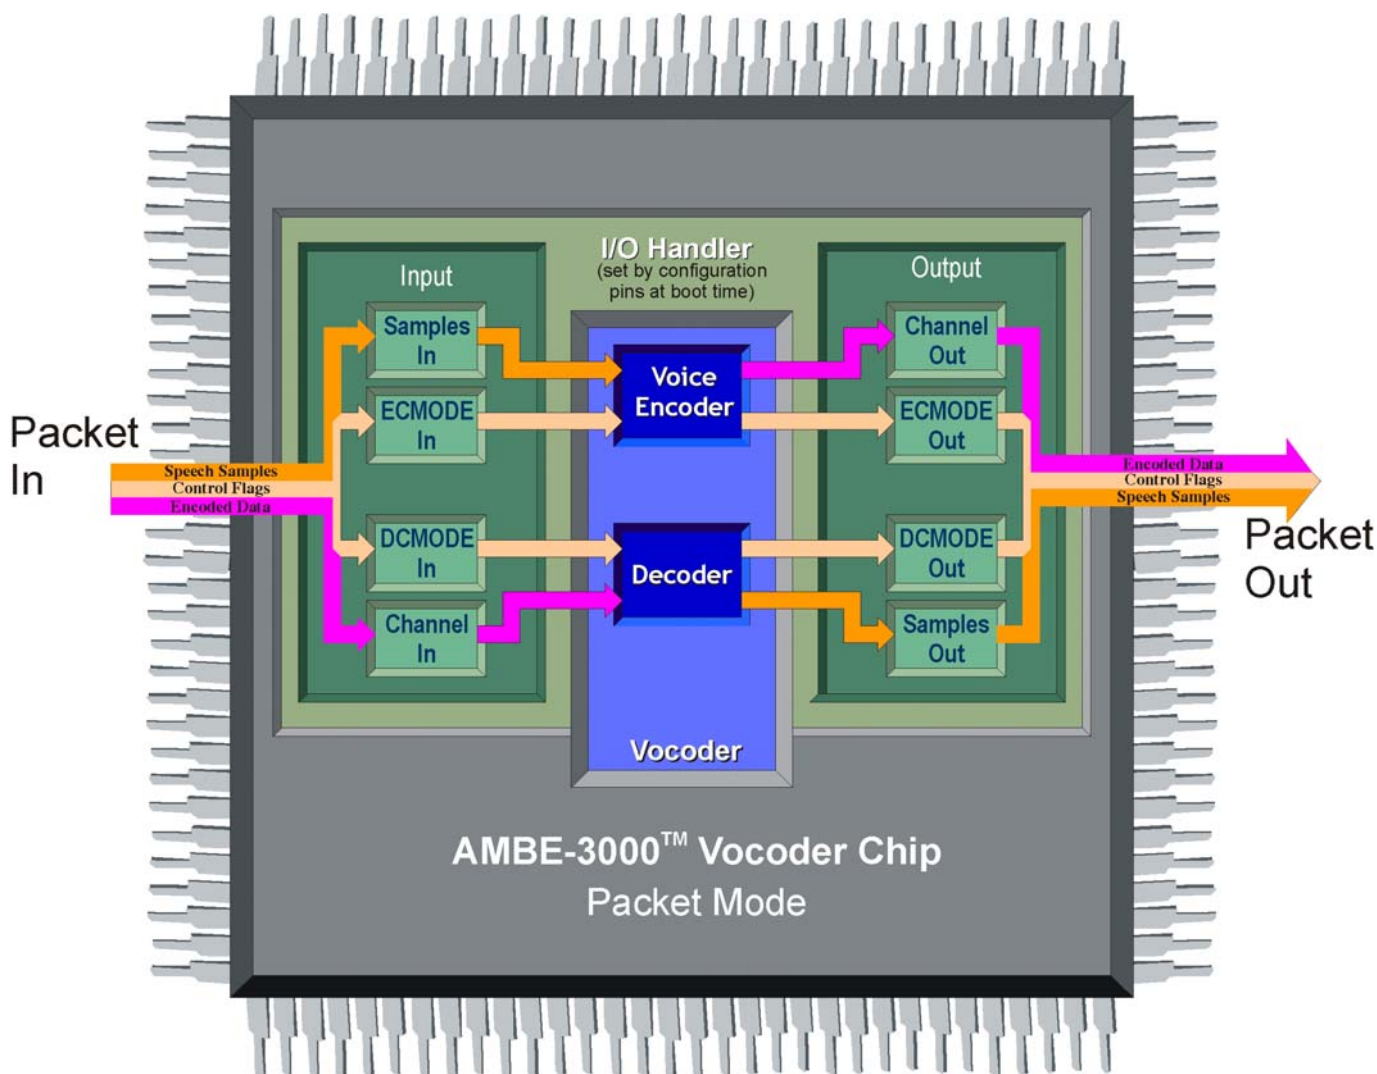 I/O Handler
(set by configuration
pins at boot time)
Input
Output
Samples
In
Channel
Out
Voice
Encoder
ECMODE
In
ECMODE
Out
Packet
In
Speech Samples
Control Flags
Encoded Data
Encoded Data
Control Flags
Speech Samples
Packet
Out
DCMODE
In
Decoder
DCMODE
Out
Channel
In
Samples
Out
Vocoder
AMBE-3000™ Vocoder Chip
Packet Mode